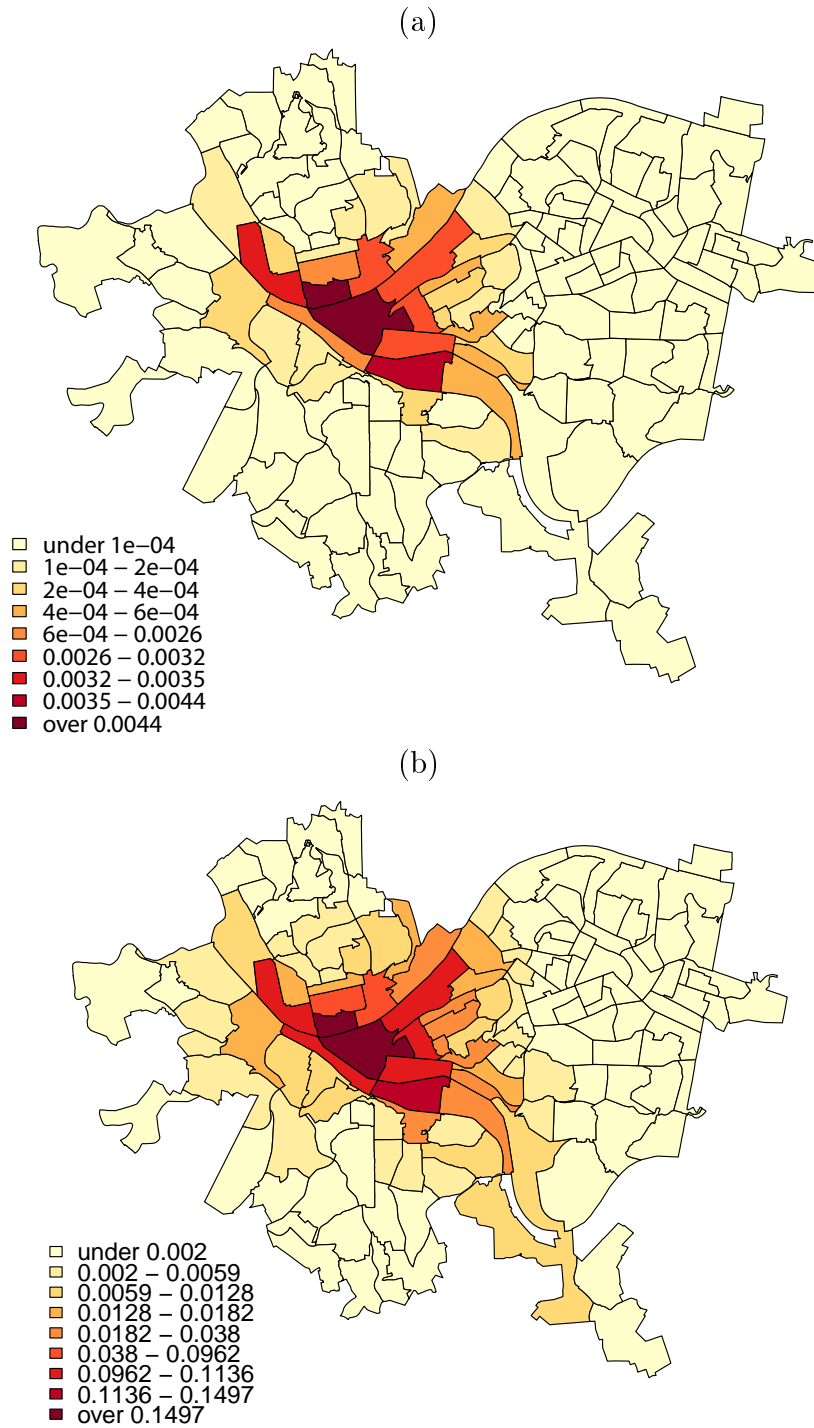 (a)
under 1e−04
1e−04 − 2e−04
2e−04 − 4e−04
4e−04 − 6e−04
6e−04 − 0.0026
0.0026 − 0.0032
0.0032 − 0.0035
0.0035 − 0.0044
over 0.0044
(b)
under 0.002
0.002 − 0.0059
0.0059 − 0.0128
0.0128 − 0.0182
0.0182 − 0.038
0.038 − 0.0962
0.0962 − 0.1136
0.1136 − 0.1497
over 0.1497